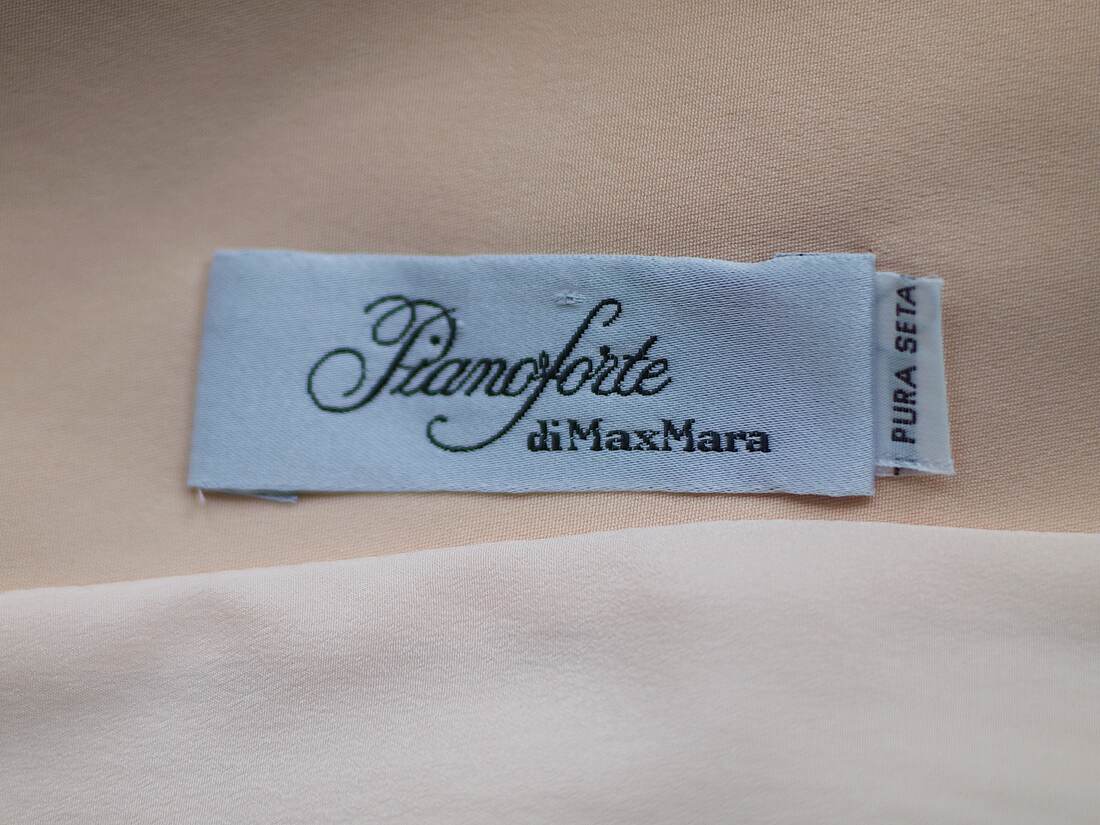 Pianoforte
di MaxMara
PURA SETA